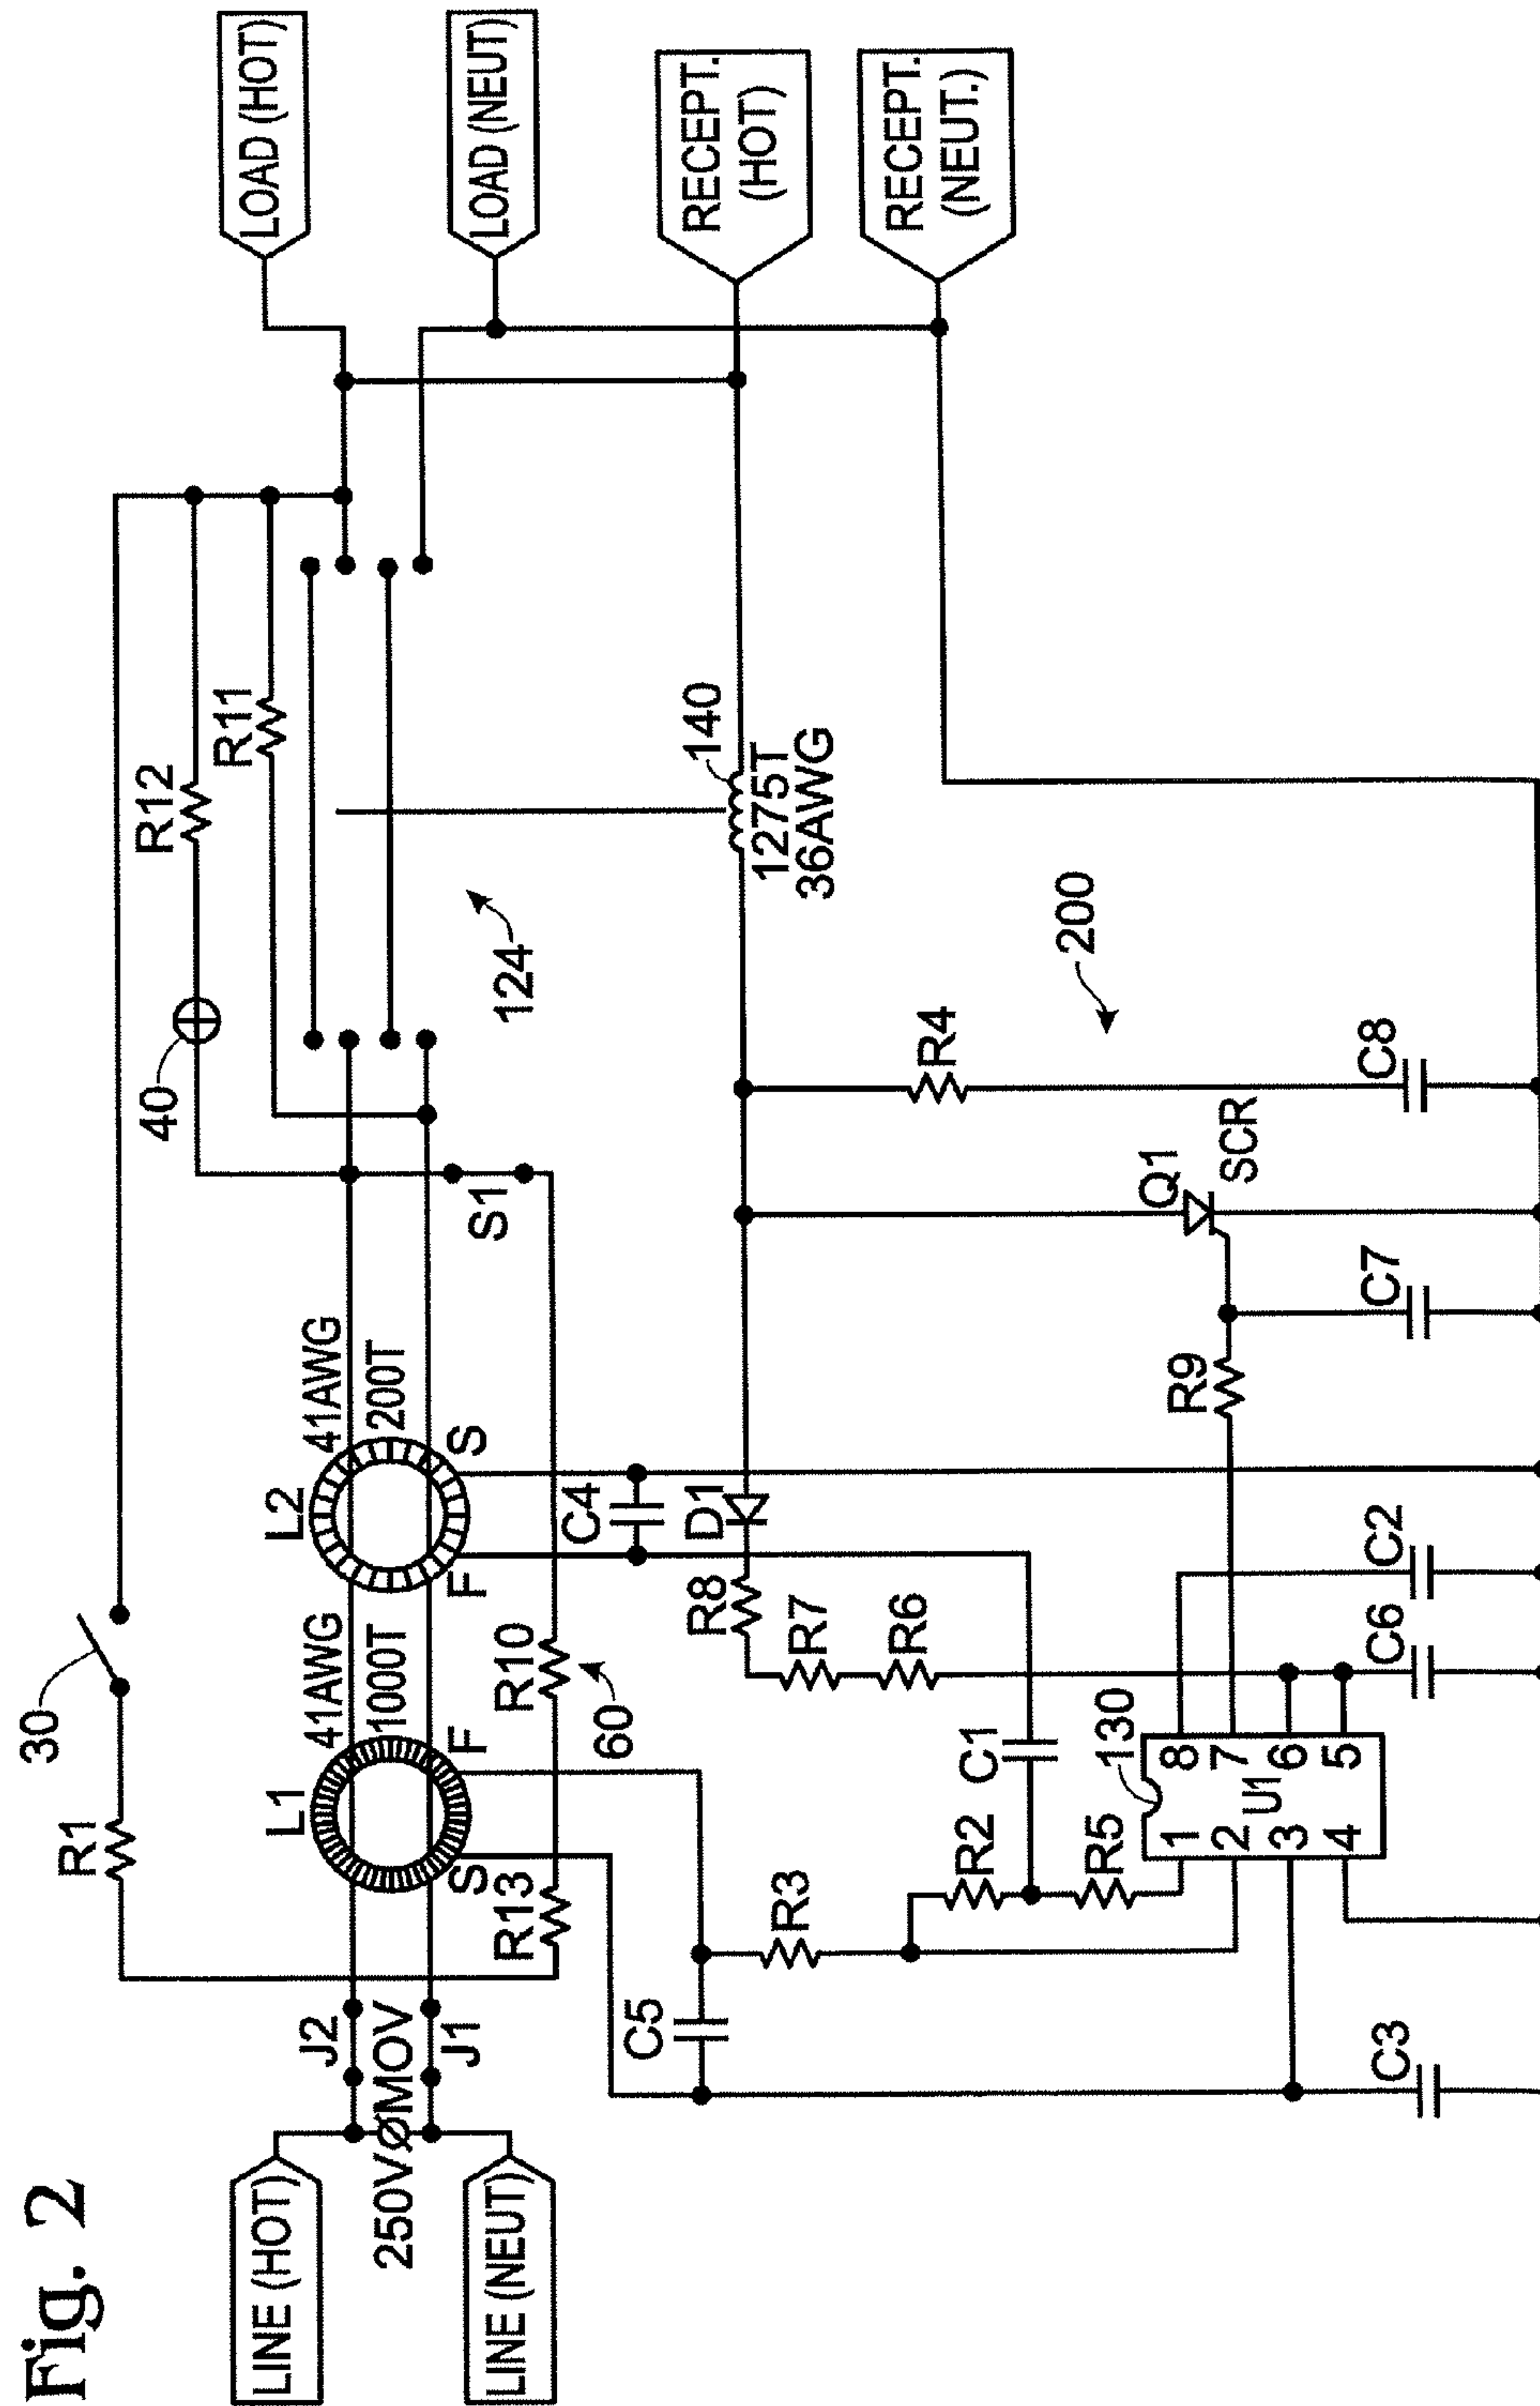 Fig. 2
LINE (HOT)
LINE (NEUT)
250V
MOV
J2
J1
30
R1
L1
S
F
41AWG
1000T
R13
R10
60
L2
F
S
41AWG
200T
S1
40
R12
R11
124
LOAD (HOT)
LOAD (NEUT)
RECEPT.
(HOT)
RECEPT.
(NEUT.)
140
1275T
36AWG
C5
R3
C4
D1
R8
R7
R6
C1
R2
R5
130
U1
1
2
3
4
8
7
6
5
C3
C6
C2
R9
C7
Q1
SCR
R4
C8
200